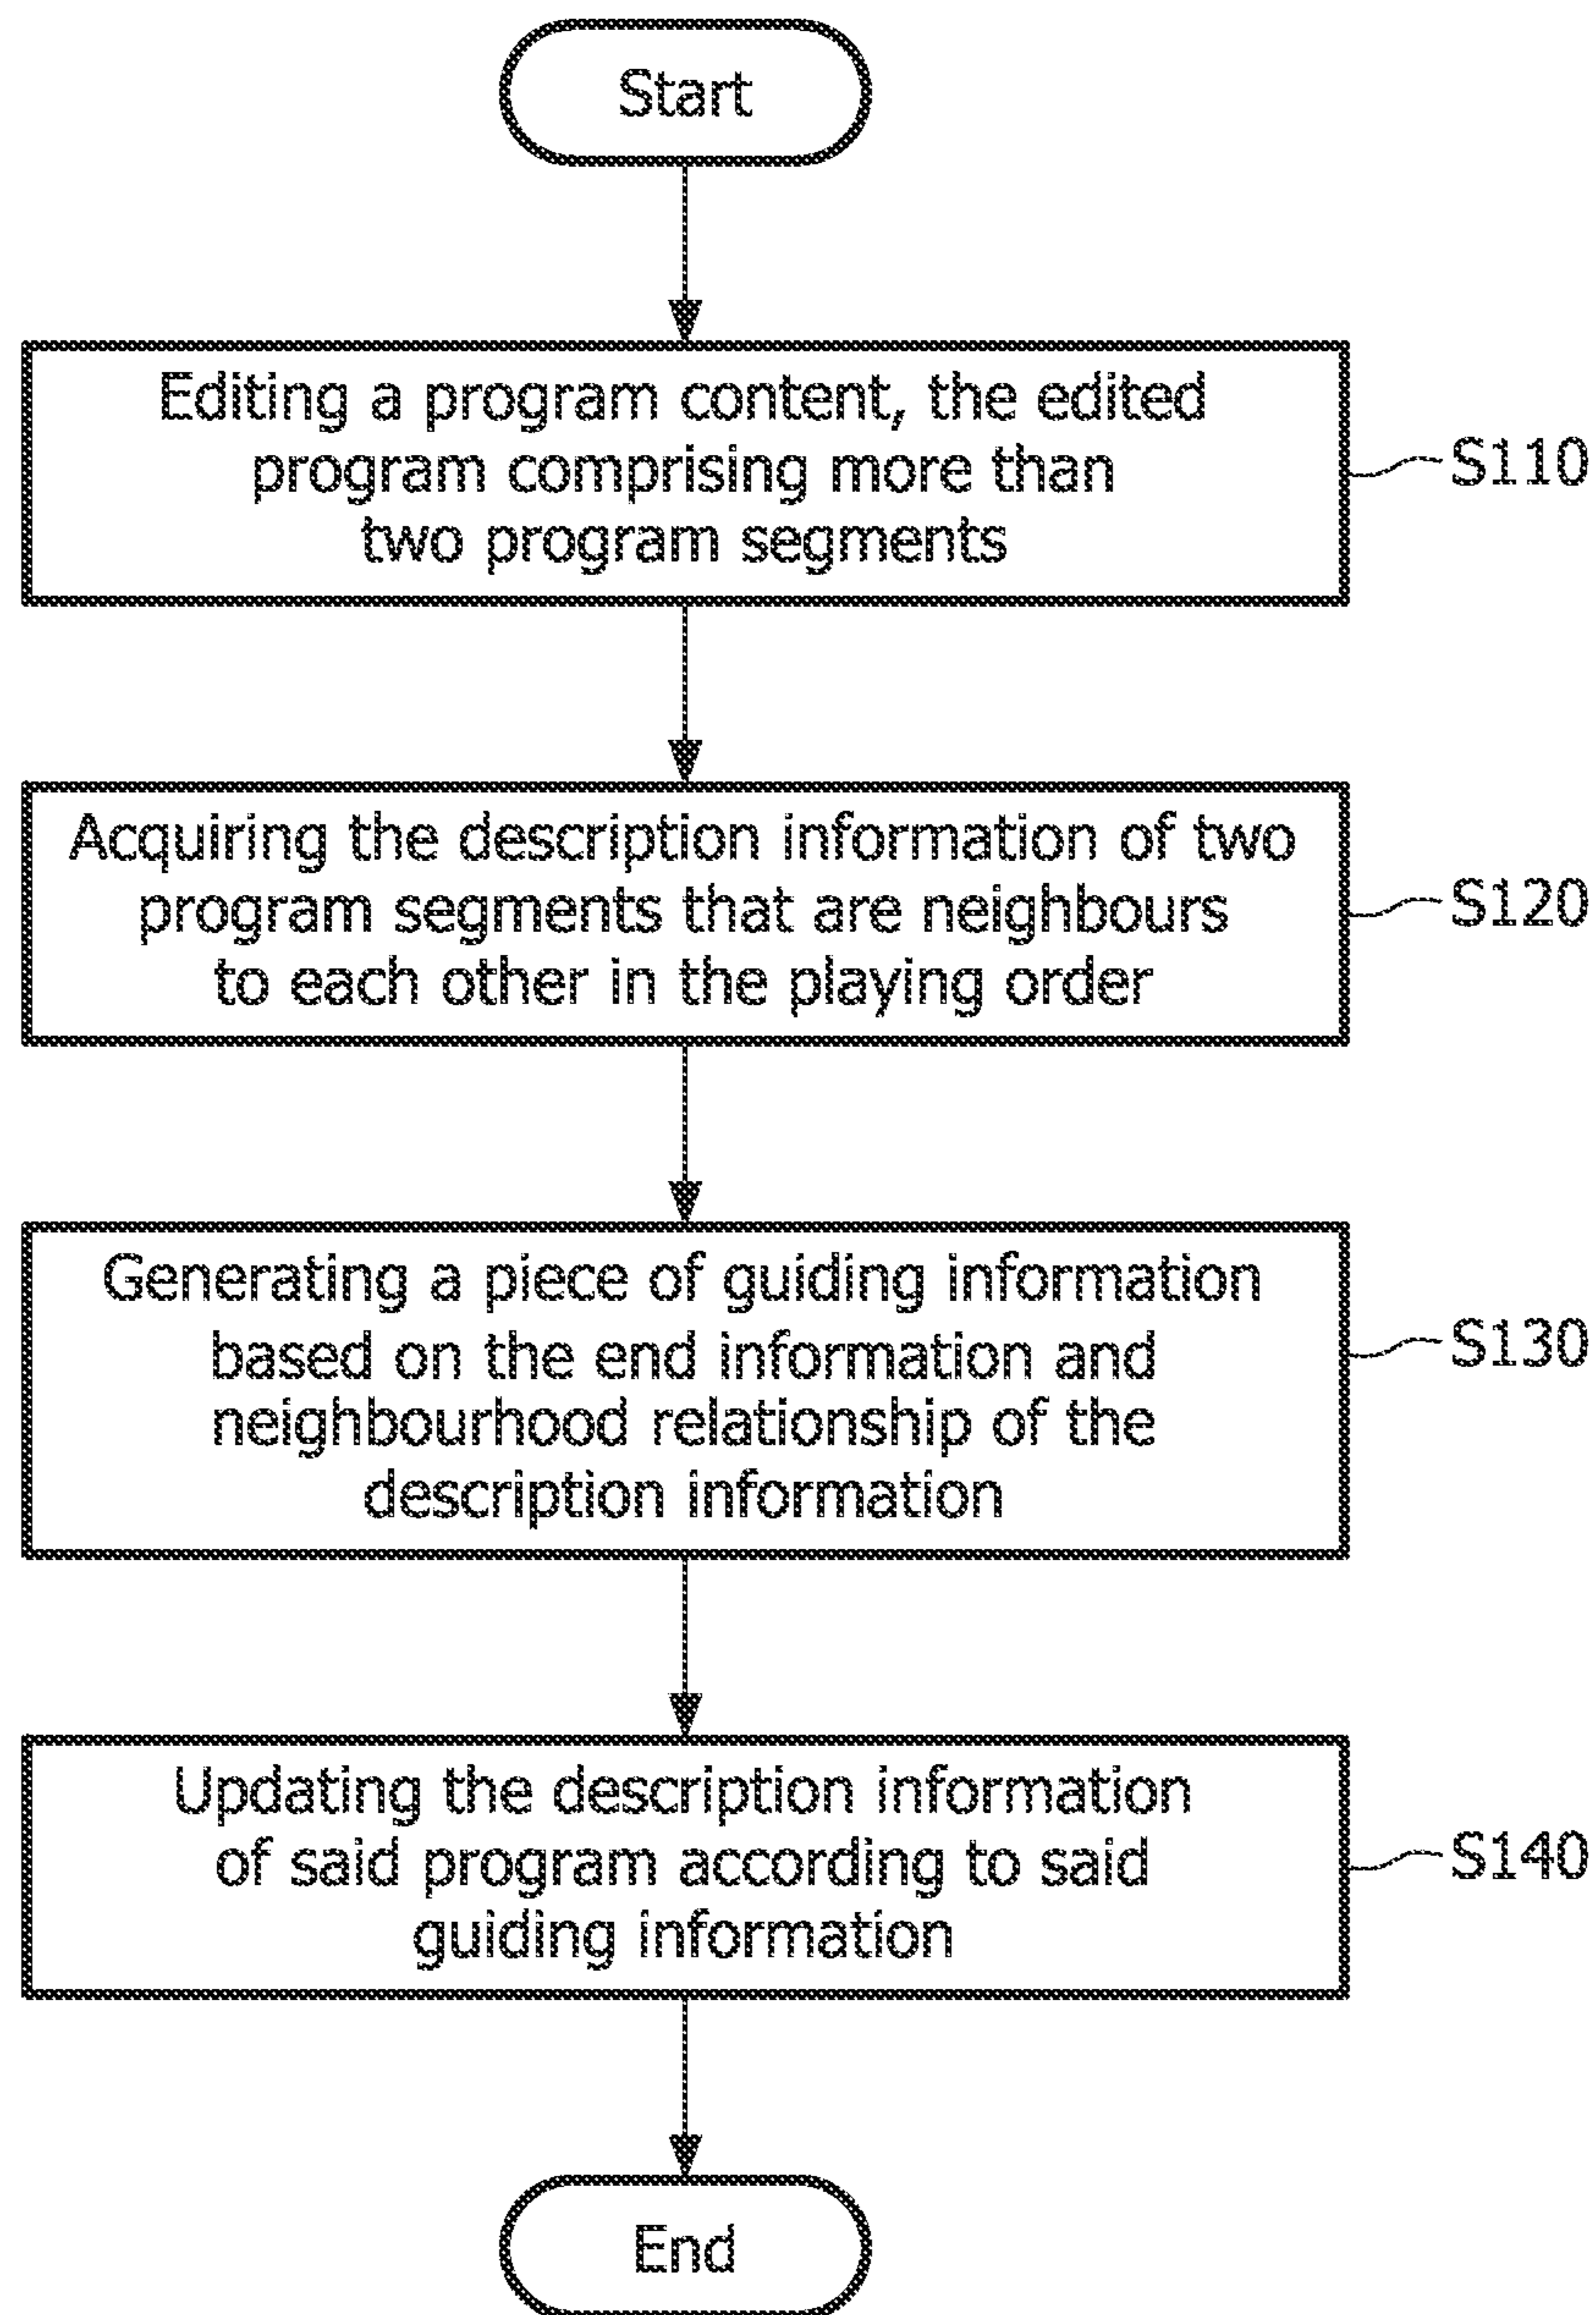 Start
Editing a program content, the edited
program comprising more than
two program segments
S110
Acquiring the description information of two
program segments that are neighbours
to each other in the playing order
S120
Generating a piece of guiding information
based on the end information and
neighbourhood relationship of the
description information
S130
Updating the description information
of said program according to said
guiding information
S140
End